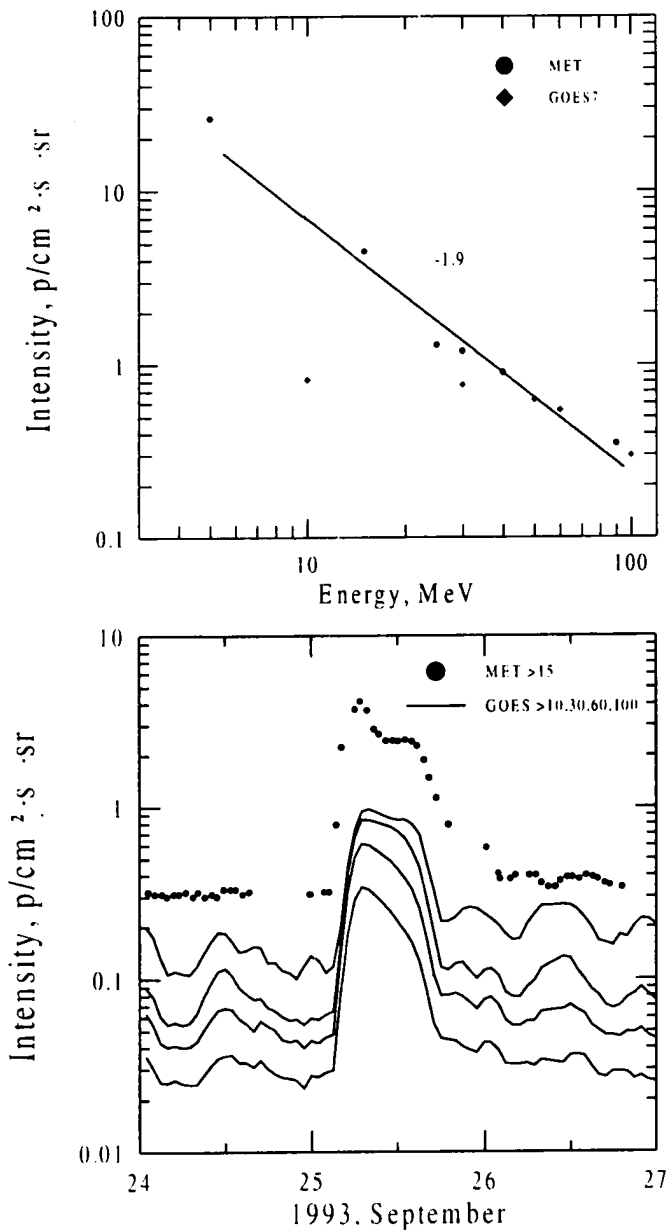 100
10
1
0.1
Intensity, p/cm ² ·s ·sr
MET
GOES7
-1.9
10
100
Energy, MeV
10
1
0.1
0.01
Intensity, p/cm ² ·s ·sr
MET >15
GOES >10.30.60.100
24
25
26
27
1993. September